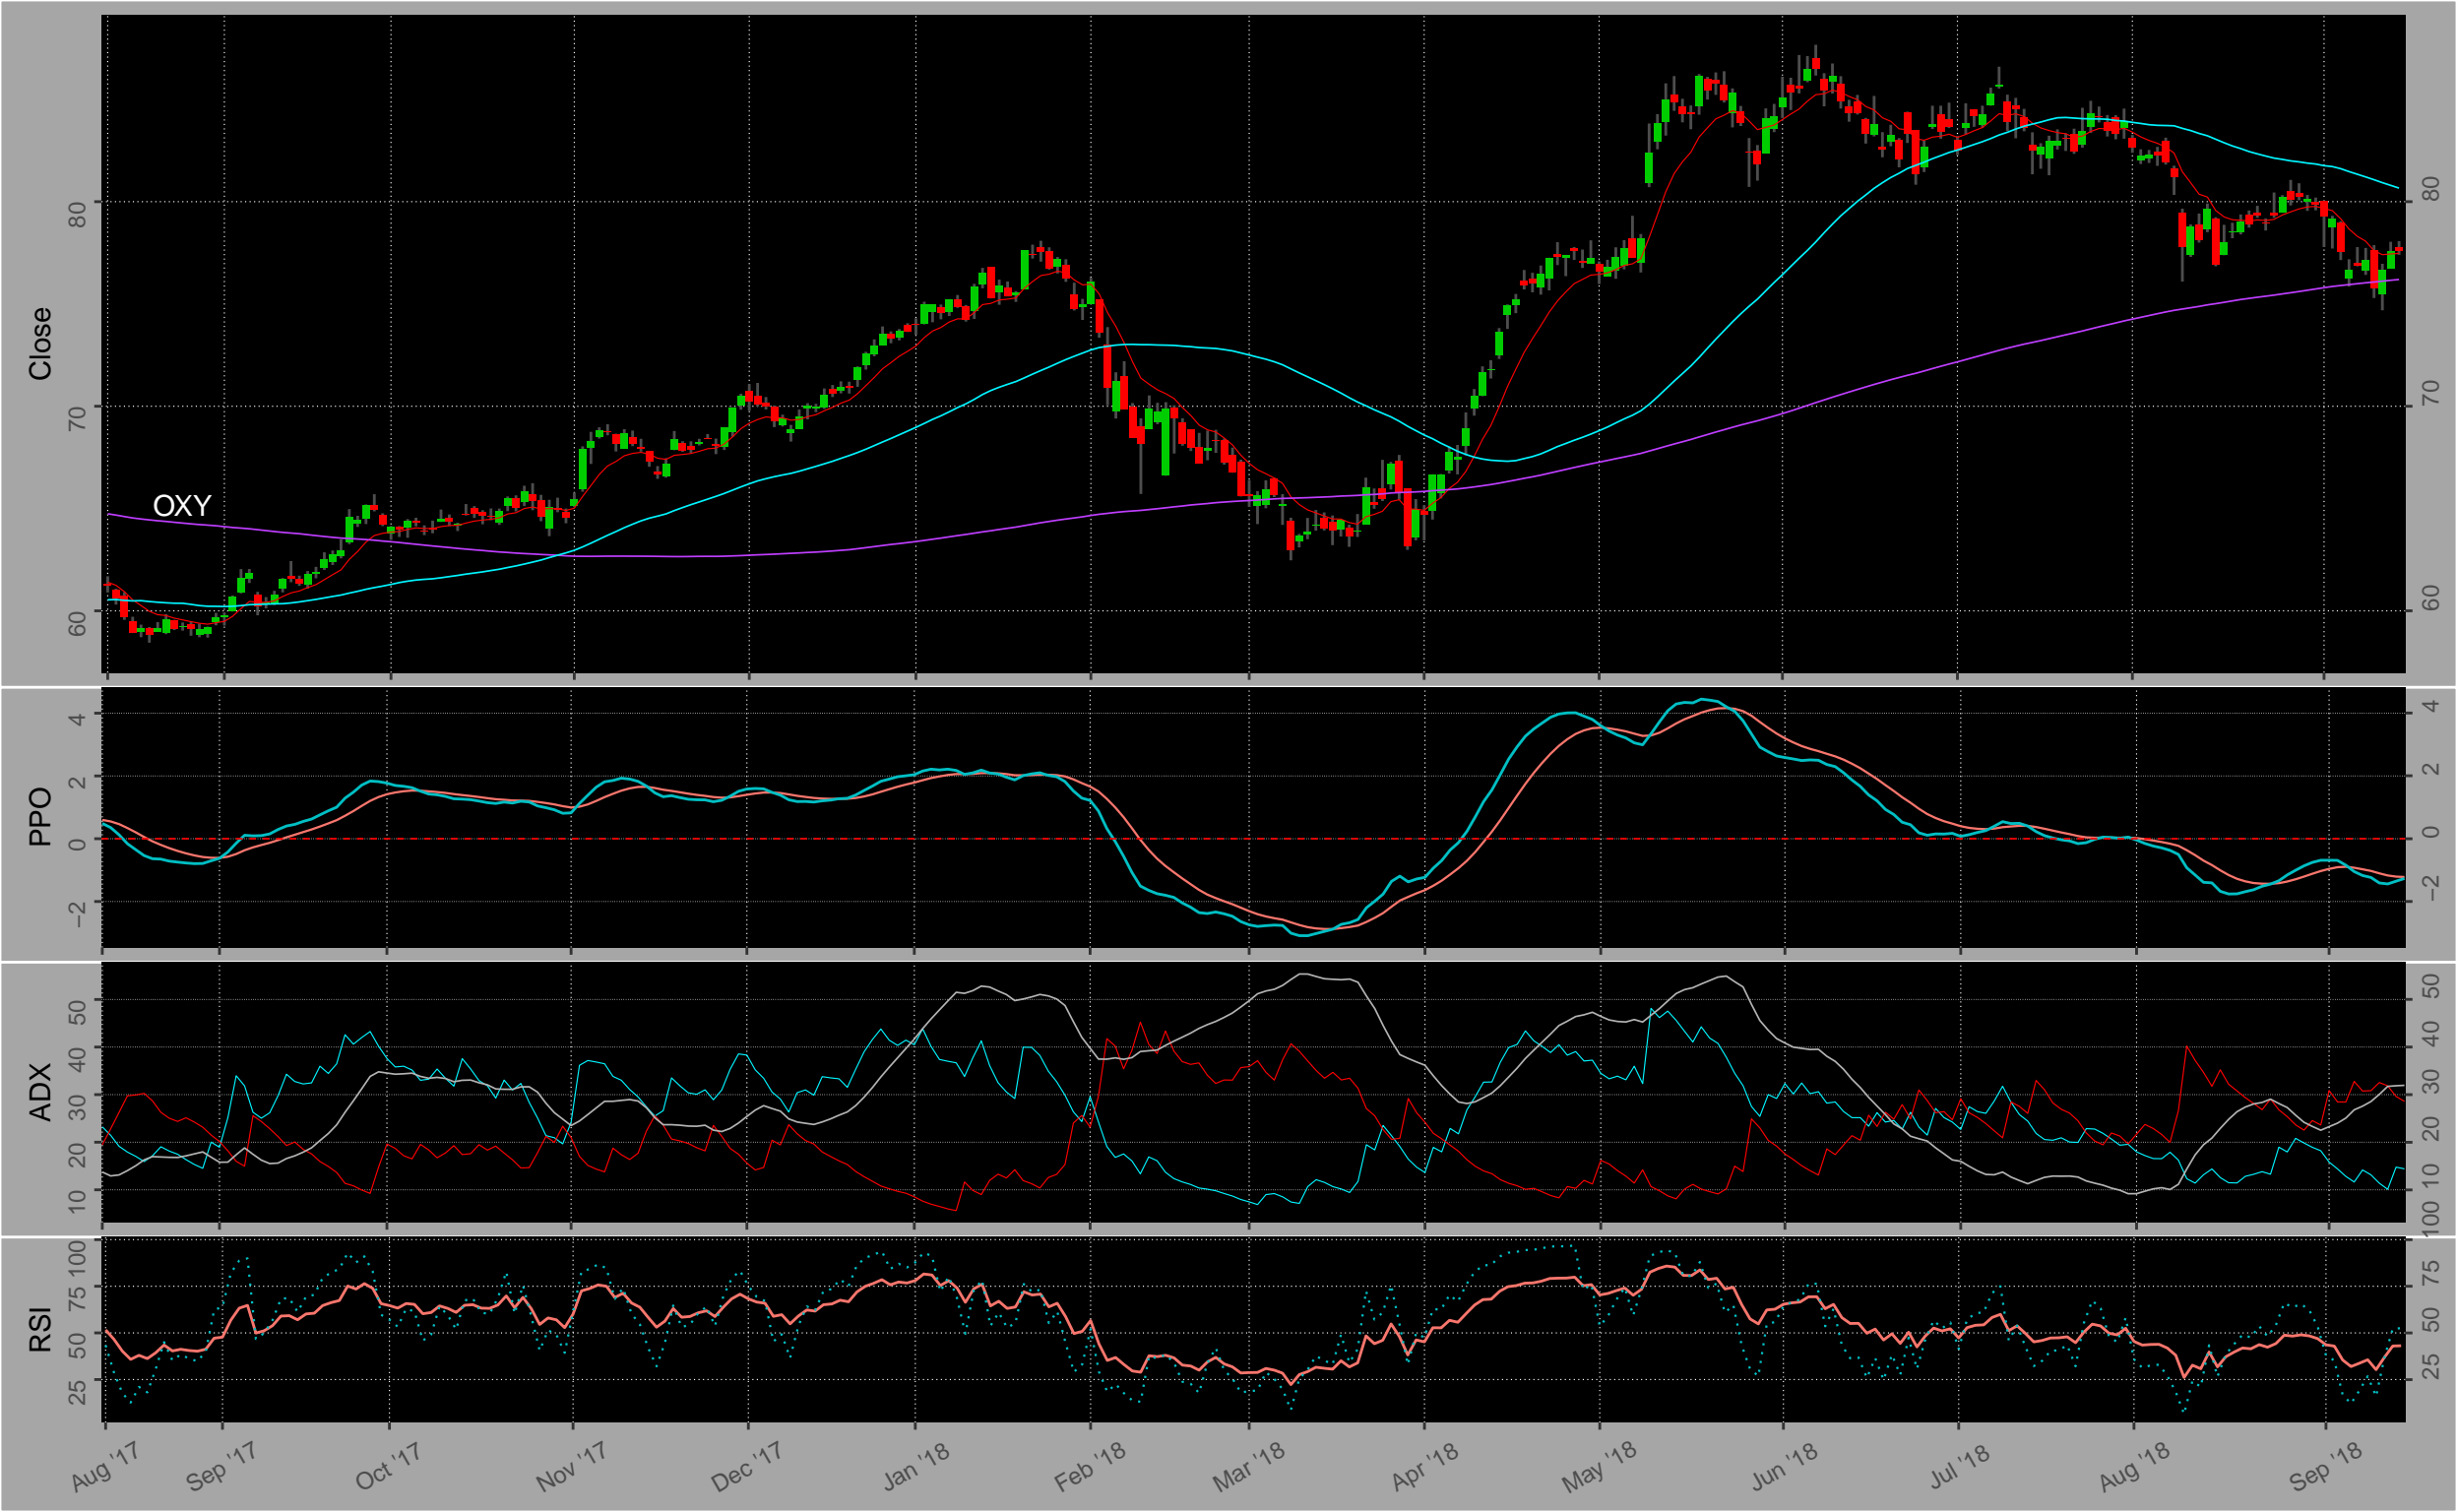 Close
80
70
60
80
70
60
OXY
PPO
4
2
0
−2
4
2
0
−2
ADX
50
40
30
20
10
50
40
30
20
10
RSI
100
75
50
25
100
75
50
25
Aug '17
Sep '17
Oct '17
Nov '17
Dec '17
Jan '18
Feb '18
Mar '18
Apr '18
May '18
Jun '18
Jul '18
Aug '18
Sep '18